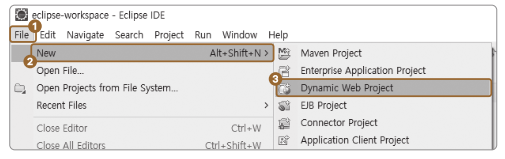 eclipse-workspace - Eclipse IDE
1
File Edit Navigate Search Project Run Window Help
2
New Alt+Shift+N >
Open File...
Open Projects from File System...
Recent Files >
Close Editor Ctrl+W
Close All Editors Ctrl+Shift+W
Maven Project
Enterprise Application Project
3
Dynamic Web Project
EJB Project
Connector Project
Application Client Project